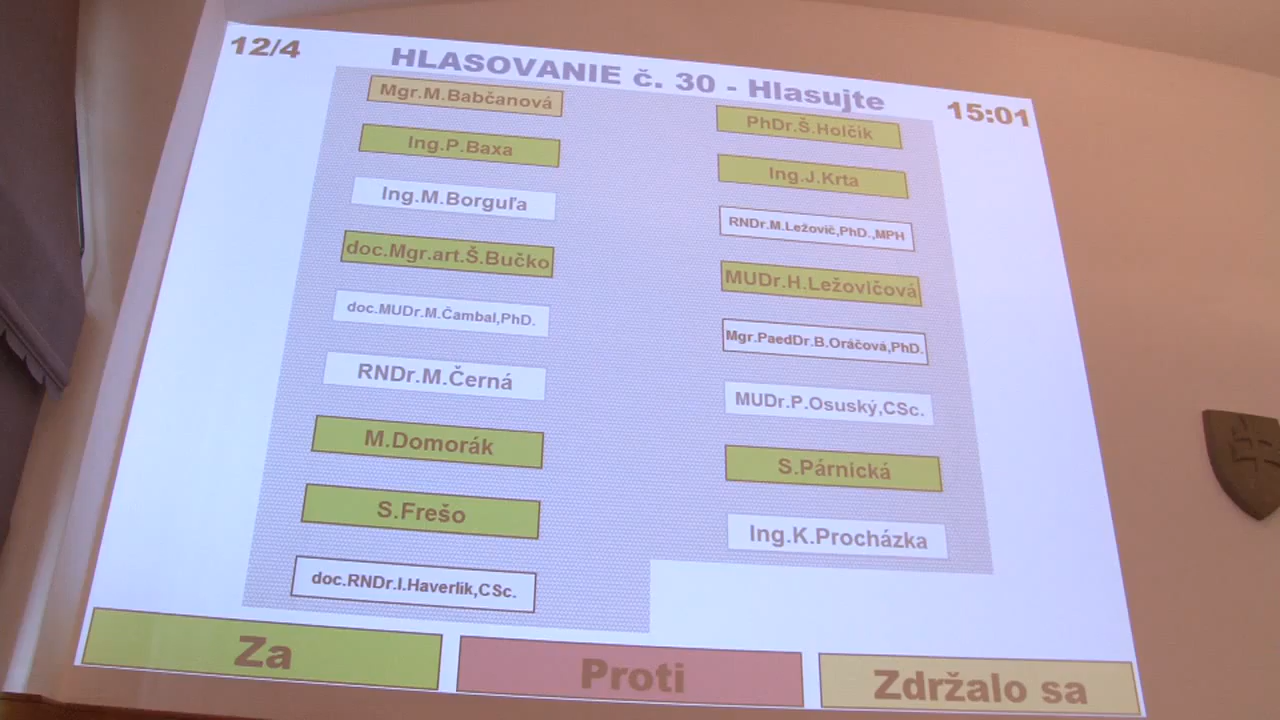 12/4
HLASOVANIE č. 30 - Hlasujte
15:01
Mgr.M.Babčanová
Ing.P.Baxa
Ing.M.Borguľa
doc.Mgr.art.Š.Bučko
doc.MUDr.M.Čambal,PhD.
RNDr.M.Černá
M.Domorák
S.Frešo
doc.RNDr.I.Haverlík,CSc.
PhDr.Š.Holčík
Ing.J.Krta
RNDr.M.Ležovič,PhD.,MPH
MUDr.H.Ležovičová
Mgr.PaedDr.B.Oráčová,PhD.
MUDr.P.Osuský,CSc.
S.Párnická
Ing.K.Procházka
Za
Proti
Zdržalo sa